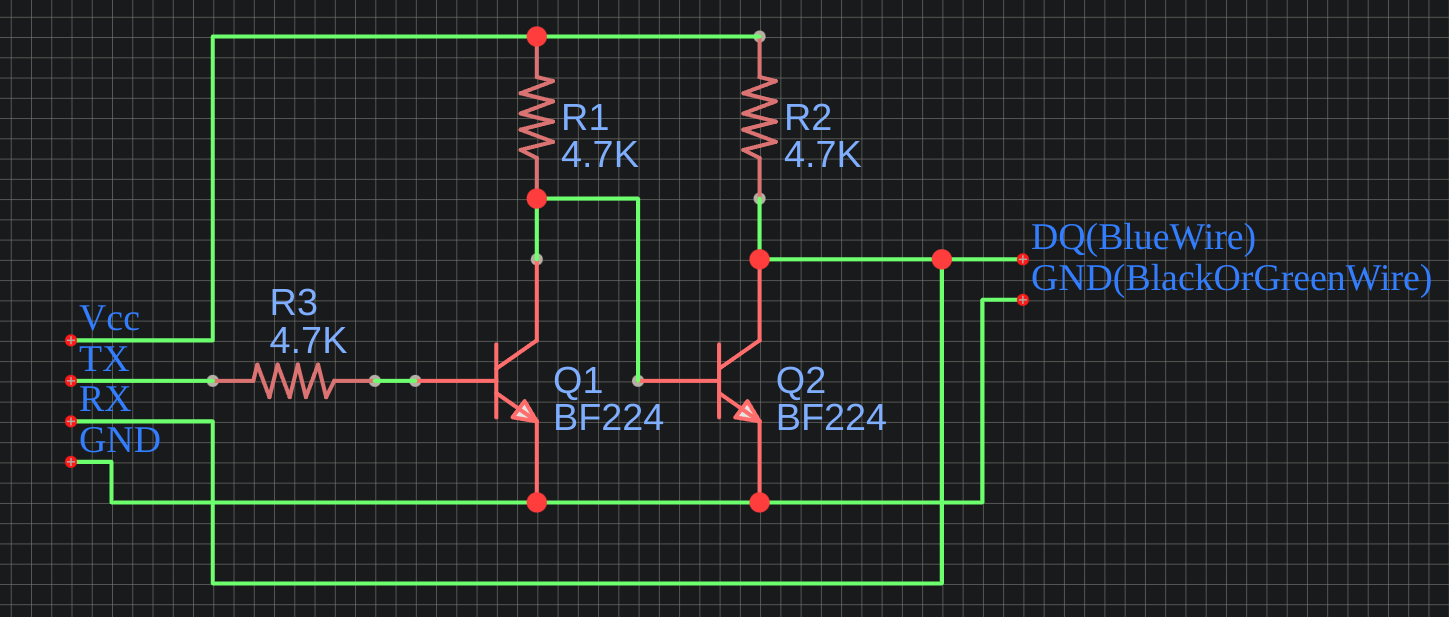 R1
4.7K
R2
4.7K
DQ(BlueWire)
GND(BlackOrGreenWire)
R3
4.7K
Vcc
TX
RX
GND
Q1
BF224
Q2
BF224